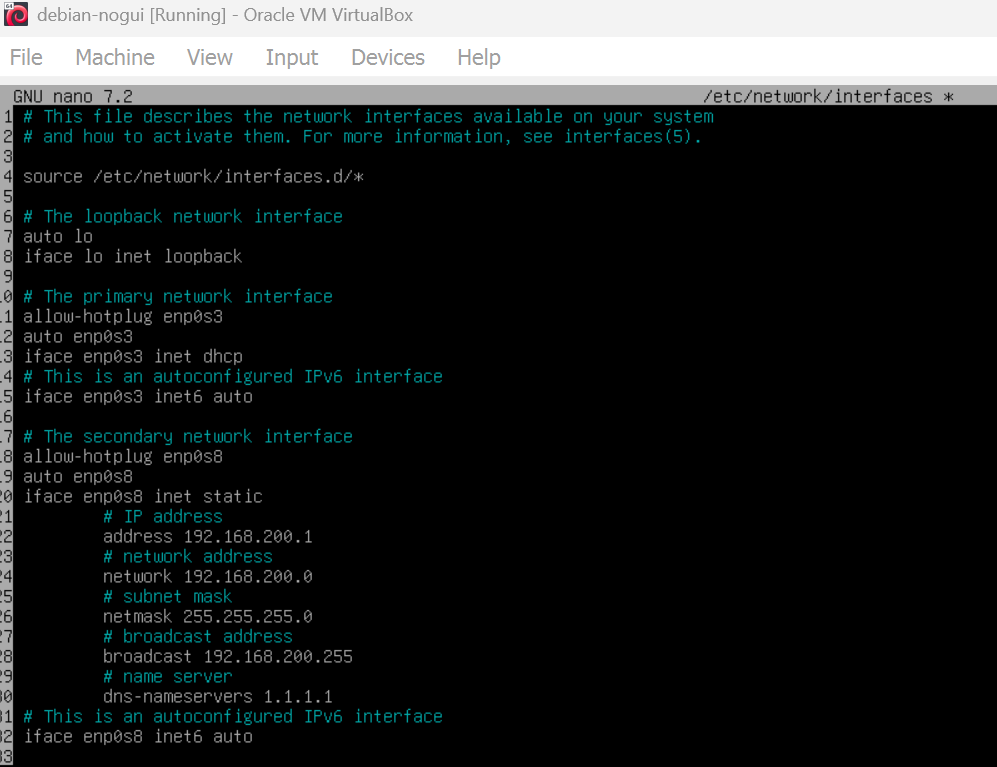 64
debian-nogui [Running] - Oracle VM VirtualBox
File Machine View Input Devices Help
GNU nano 7.2 /etc/network/interfaces *
1 # This file describes the network interfaces available on your system
2 # and how to activate them. For more information, see interfaces(5).
3
4 source /etc/network/interfaces.d/*
5
6 # The loopback network interface
7 auto lo
8 iface lo inet loopback
9
0 # The primary network interface
1 allow-hotplug enp0s3
2 auto enp0s3
3 iface enp0s3 inet dhcp
4 # This is an autoconfigured IPv6 interface
5 iface enp0s3 inet6 auto
6
7 # The secondary network interface
8 allow-hotplug enp0s8
9 auto enp0s8
20 iface enp0s8 inet static
21 # IP address
22 address 192.168.200.1
23 # network address
24 network 192.168.200.0
25 # subnet mask
26 netmask 255.255.255.0
27 # broadcast address
28 broadcast 192.168.200.255
29 # name server
30 dns-nameservers 1.1.1.1
31 # This is an autoconfigured IPv6 interface
32 iface enp0s8 inet6 auto
33